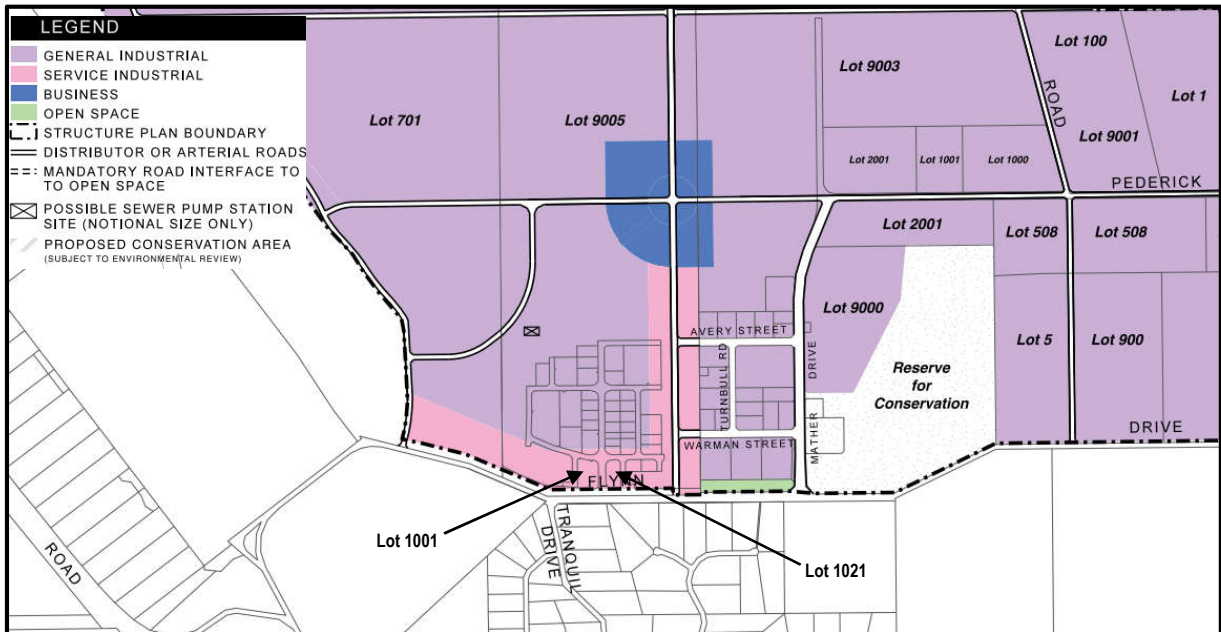 LEGEND
GENERAL INDUSTRIAL
SERVICE INDUSTRIAL
BUSINESS
OPEN SPACE
STRUCTURE PLAN BOUNDARY
DISTRIBUTOR OR ARTERIAL ROADS
MANDATORY ROAD INTERFACE TO
TO OPEN SPACE
POSSIBLE SEWER PUMP STATION
SITE (NOTIONAL SIZE ONLY)
PROPOSED CONSERVATION AREA
(SUBJECT TO ENVIRONMENTAL REVIEW)
Lot 701
Lot 9005
Lot 9003
Lot 100
Lot 1
ROAD
Lot 9001
Lot 2001
Lot 1001
Lot 1000
PEDERICK
Lot 2001
Lot 508
Lot 508
Lot 9000
AVERY STREET
TURNBULL RD
DRIVE
MATHER
Lot 5
Lot 900
Reserve
for
Conservation
DRIVE
WARMAN STREET
FLYNN
Lot 1001
TRANQUIL
DRIVE
Lot 1021
ROAD